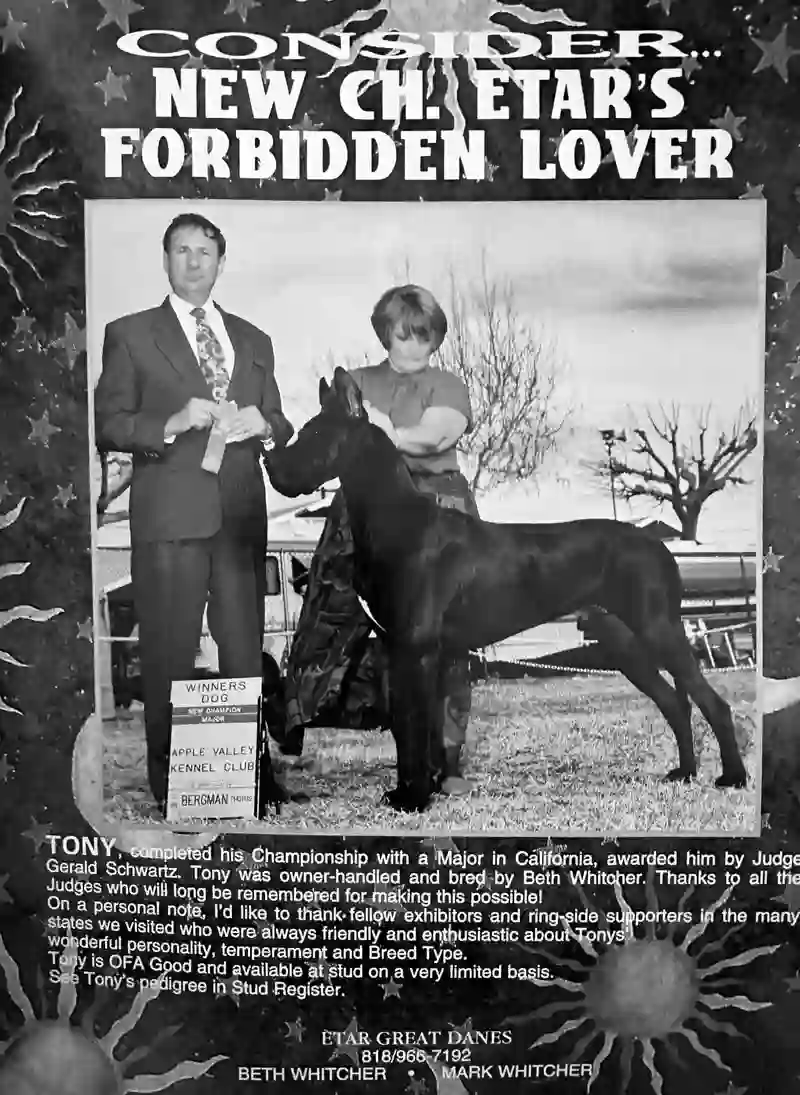 CONSIDER...
NEW CH. ETAR'S
FORBIDDEN LOVER
WINNERS
DOG
NEW CHAMPION
MAJOR
APPLE VALLEY
KENNEL CLUB
BERGMAN PHOTOS
TONY, completed his Championship with a Major in California, awarded him by Judge
Gerald Schwartz. Tony was owner-handled and bred by Beth Whitcher. Thanks to all the
Judges who will long be remembered for making this possible!
On a personal note, I'd like to thank fellow exhibitors and ring-side supporters in the many
states we visited who were always friendly and enthusiastic about Tonys'
wonderful personality, temperament and Breed Type.
Tony is OFA Good and available at stud on a very limited basis.
See Tony's pedigree in Stud Register.
ETAR GREAT DANES
818/966-7192
BETH WHITCHER • MARK WHITCHER